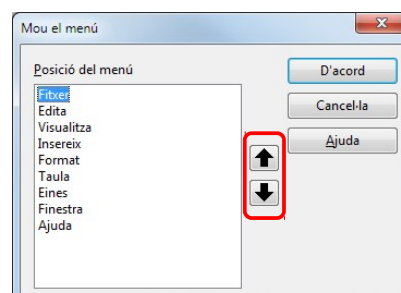 Mou el menú
Posició del menú
Fitxer
Edita
Visualitza
Insereix
Format
Taula
Eines
Finestra
Ajuda
D'acord
Cancel·la
Ajuda